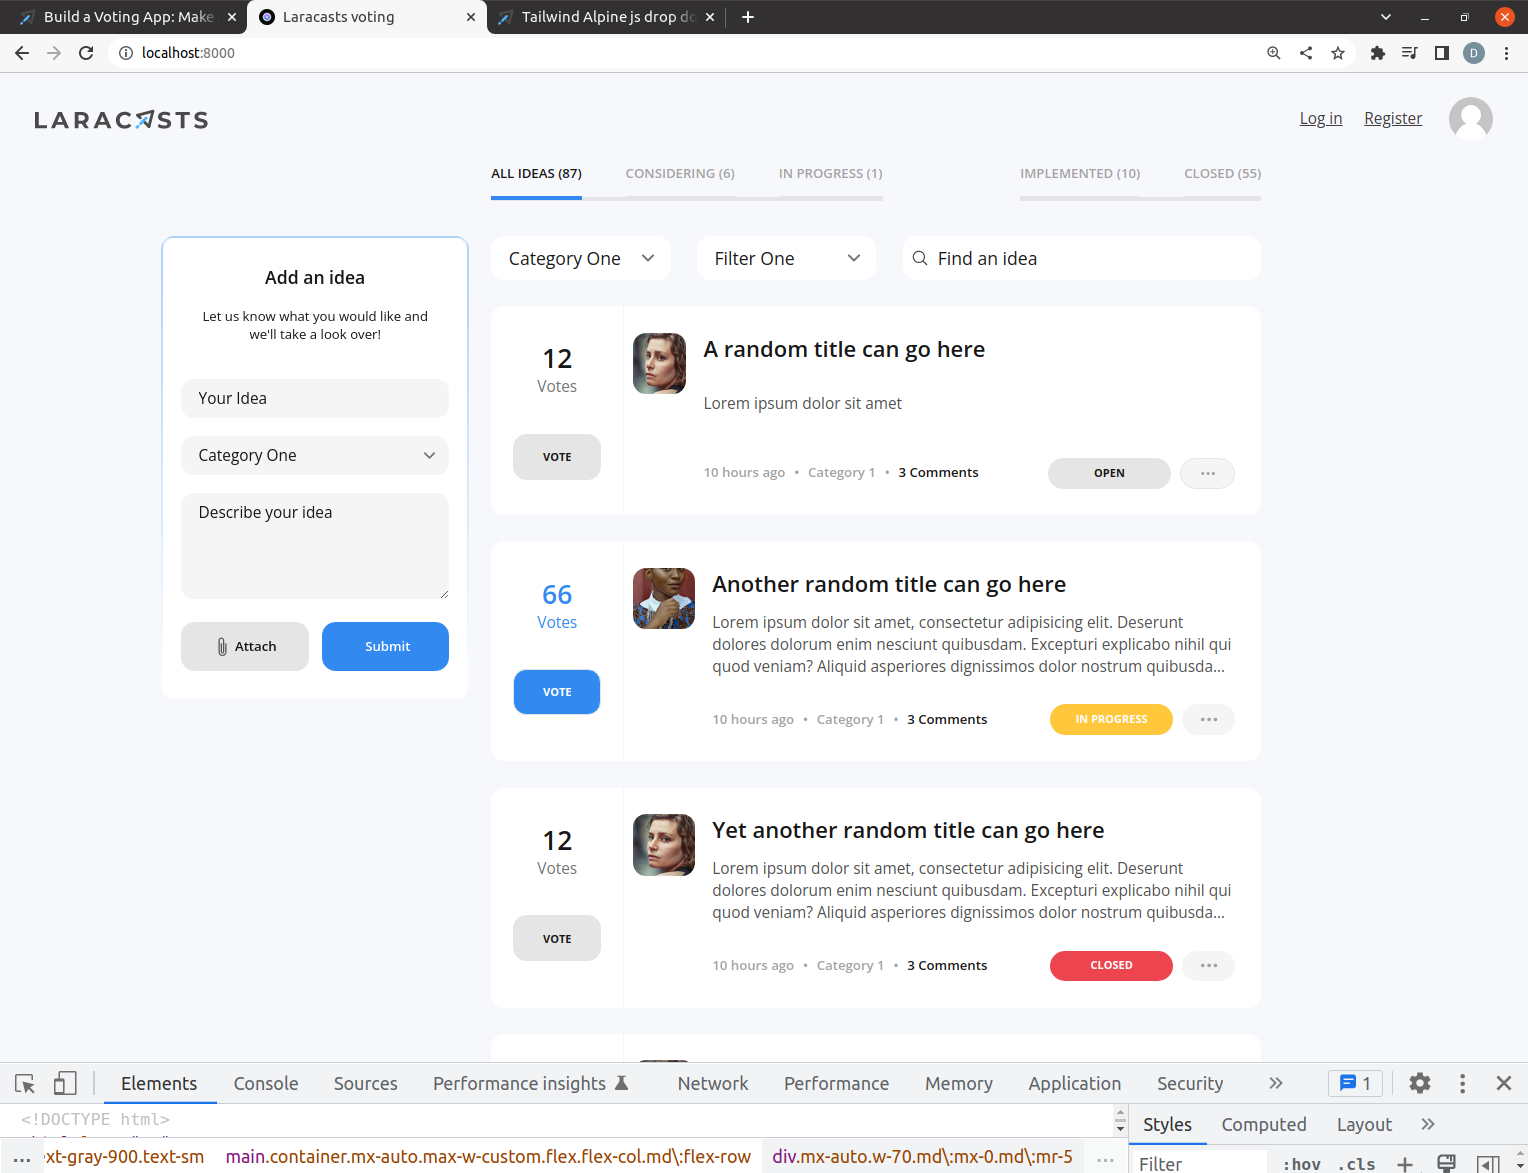 Build a Voting App: Make
Laracasts voting
Tailwind Alpine js drop do
localhost:8000
D
LARACASTS
Log in
Register
ALL IDEAS (87)
CONSIDERING (6)
IN PROGRESS (1)
IMPLEMENTED (10)
CLOSED (55)
Add an idea
Let us know what you would like and
we'll take a look over!
Your Idea
Category One
Describe your idea
Attach
Submit
Category One
Filter One
Find an idea
12
Votes
VOTE
A random title can go here
Lorem ipsum dolor sit amet
10 hours ago • Category 1 • 3 Comments
OPEN
66
Votes
VOTE
Another random title can go here
Lorem ipsum dolor sit amet, consectetur adipisicing elit. Deserunt
dolores dolorum enim nesciunt quibusdam. Excepturi explicabo nihil qui
quod veniam? Aliquid asperiores dignissimos dolor nostrum quibusda...
10 hours ago • Category 1 • 3 Comments
IN PROGRESS
12
Votes
VOTE
Yet another random title can go here
Lorem ipsum dolor sit amet, consectetur adipisicing elit. Deserunt
dolores dolorum enim nesciunt quibusdam. Excepturi explicabo nihil qui
quod veniam? Aliquid asperiores dignissimos dolor nostrum quibusda...
10 hours ago • Category 1 • 3 Comments
CLOSED
Elements
Console
Sources
Performance insights
Network
Performance
Memory
Application
Security
1
<!DOCTYPE html>
... xt-gray-900.text-sm
main.container.mx-auto.max-w-custom.flex.flex-col.md\:flex-row
div.mx-auto.w-70.md\:mx-0.md\:mr-5
...
Styles
Computed
Layout
Filter
:hov
.cls